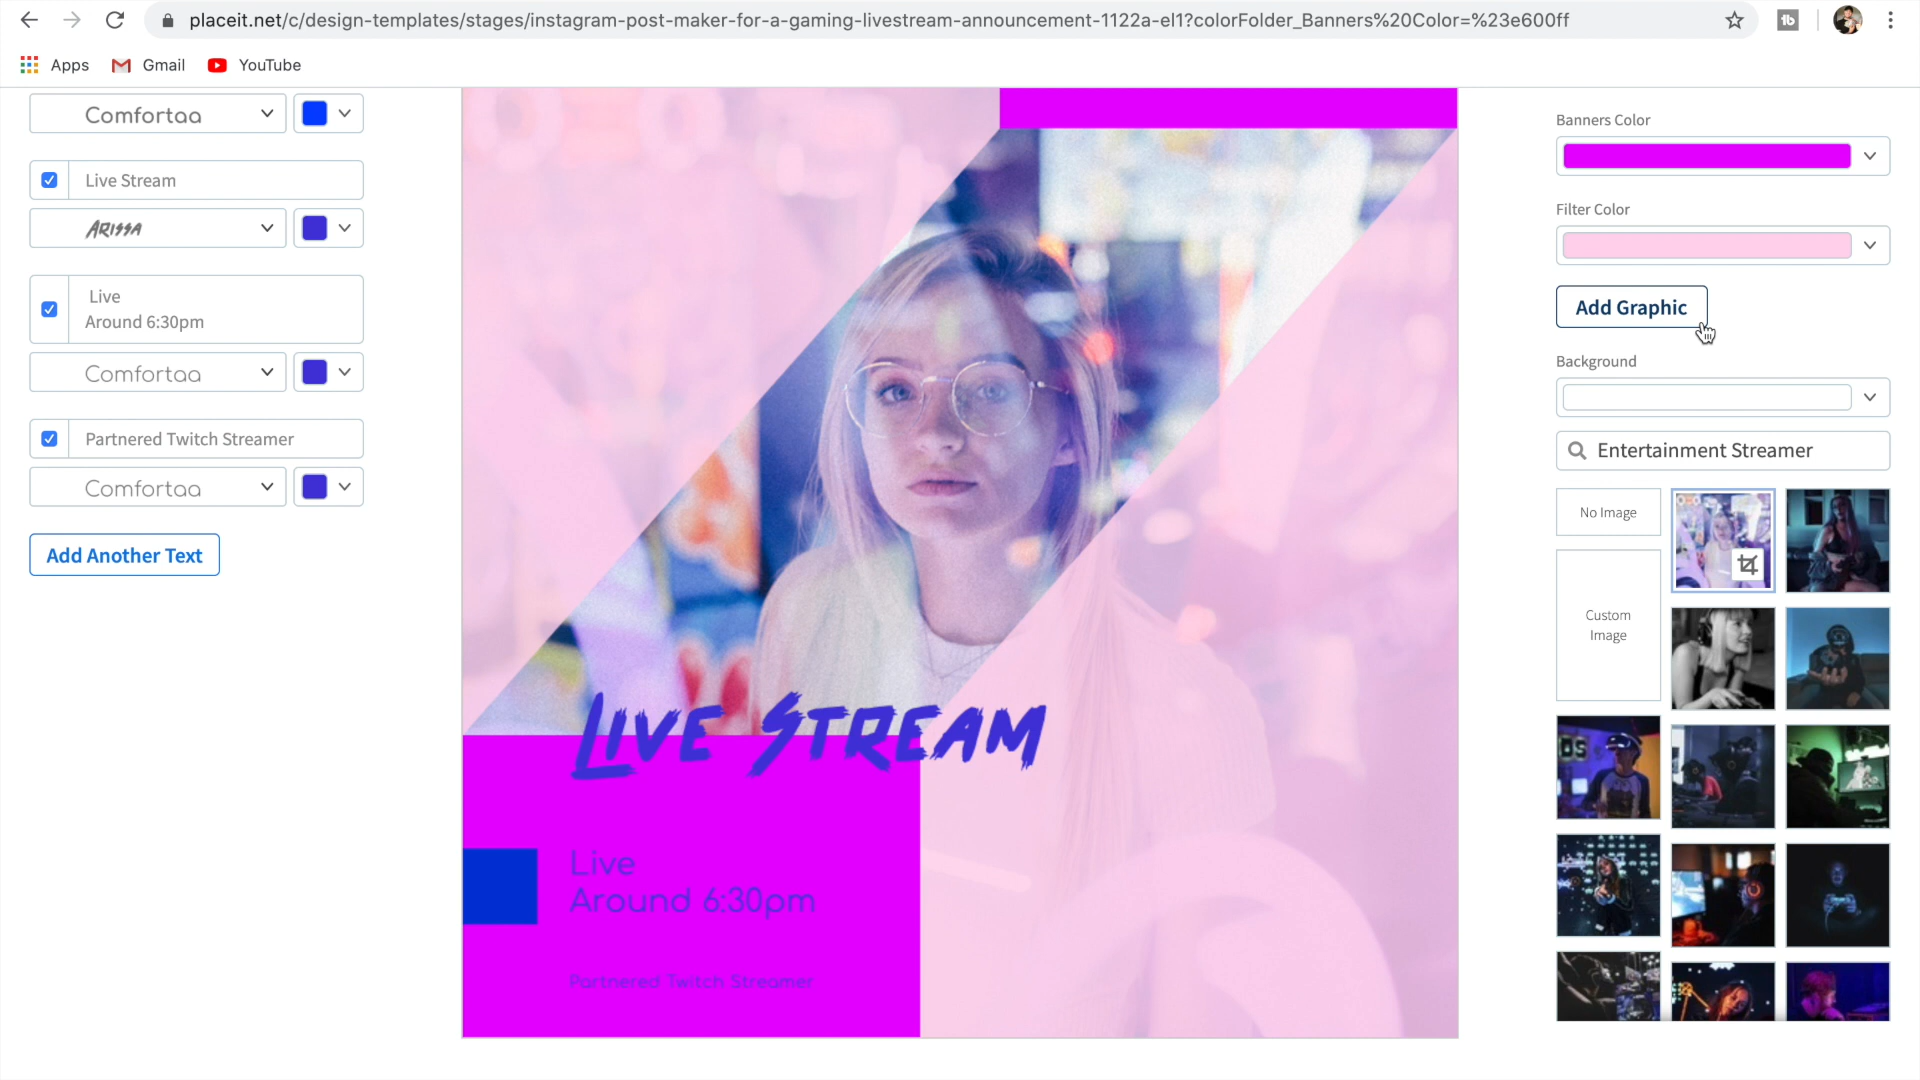 placeit.net/c/design-templates/stages/instagram-post-maker-for-a-gaming-livestream-announcement-1122a-el1?colorFolder_Banners%20Color=%23e600ff
Apps
Gmail
YouTube
Comfortaa
Live Stream
Arissa
Live
Around 6:30pm
Comfortaa
Partnered Twitch Streamer
Comfortaa
Add Another Text
Live Stream
Live
Around 6:30pm
Partnered Twitch Streamer
Banners Color
Filter Color
Add Graphic
Background
Entertainment Streamer
No Image
Custom
Image